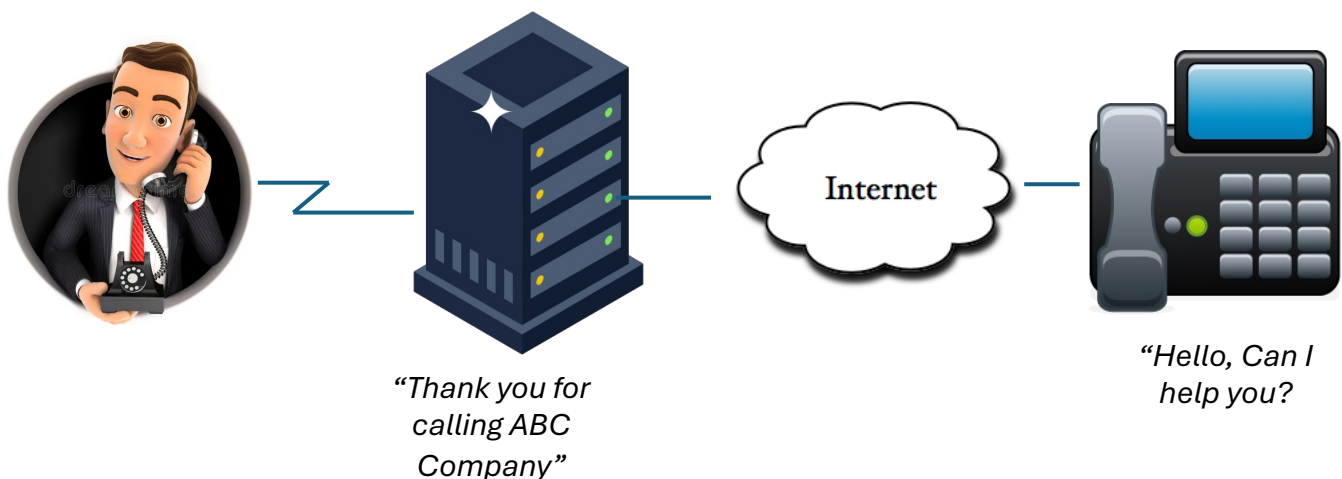 Internet
“Thank you for
calling ABC
Company”
“Hello, Can I
help you?